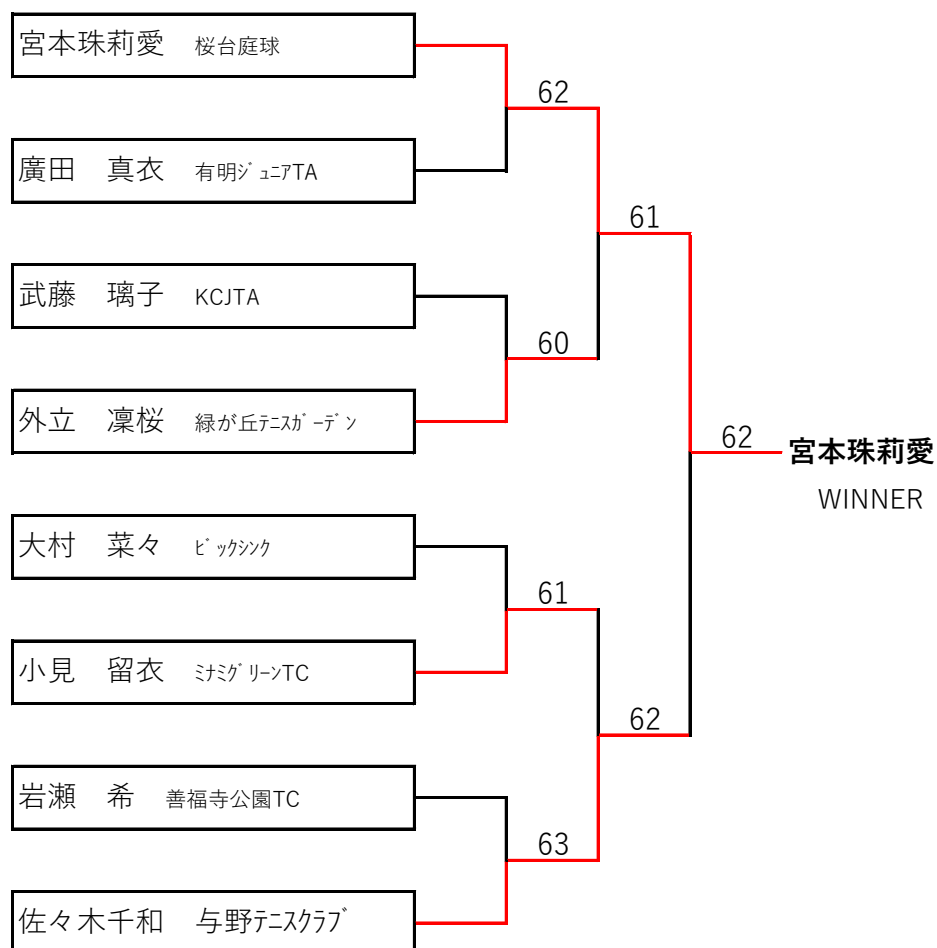 宮本珠莉愛　桜台庭球
62
廣田　真衣　有明ｼﾞｭﾆｱTA
61
武藤　璃子　KCJTA
60
外立　凜桜　緑が丘ﾃﾆｽｶﾞｰﾃﾞﾝ
62　宮本珠莉愛
WINNER
大村　菜々　ﾋﾞｯｸｼﾝｸ
61
小見　留衣　ﾐﾅﾐｸﾞﾘｰﾝTC
62
岩瀬　希　善福寺公園TC
63
佐々木千和　与野ﾃﾆｽｸﾗﾌﾞ